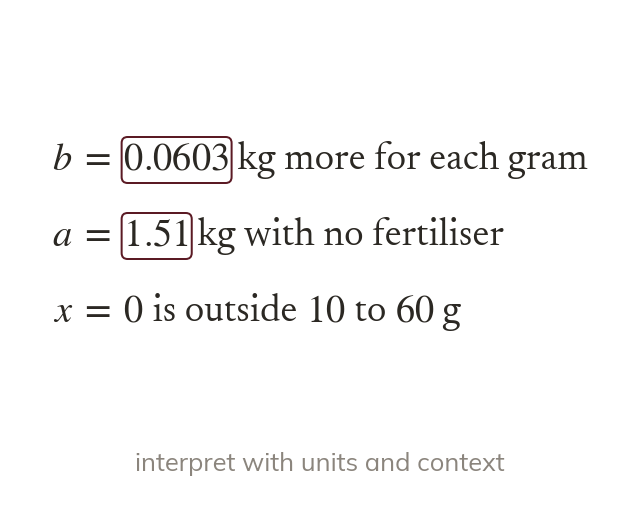 b = 0.0603 kg more for each gram
a = 1.51 kg with no fertiliser
x = 0 is outside 10 to 60 g
interpret with units and context